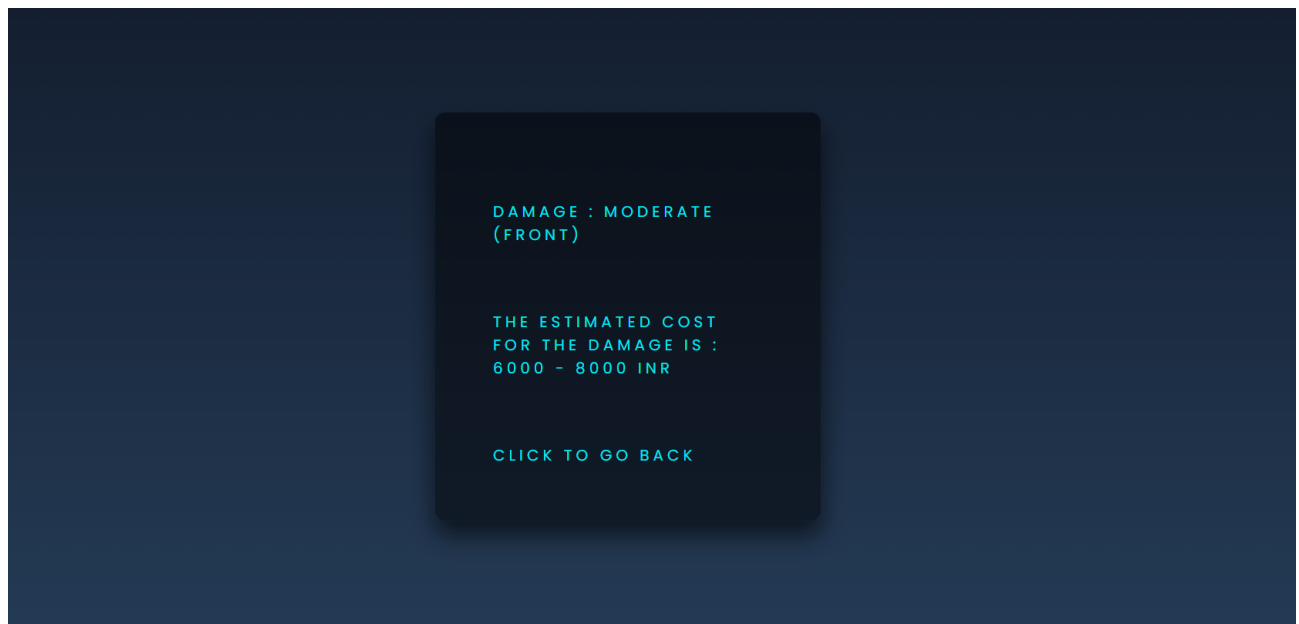 DAMAGE : MODERATE
(FRONT)
THE ESTIMATED COST
FOR THE DAMAGE IS :
6000 - 8000 INR
CLICK TO GO BACK